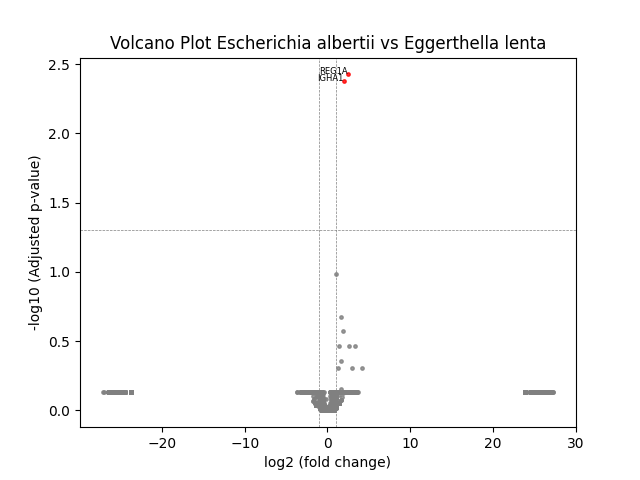 Volcano Plot Escherichia albertii vs Eggerthella lenta
2.5
2.0
1.5
1.0
0.5
0.0
-log10 (Adjusted p-value)
REG1A
IGHA1
−20
−10
0
10
20
30
log2 (fold change)